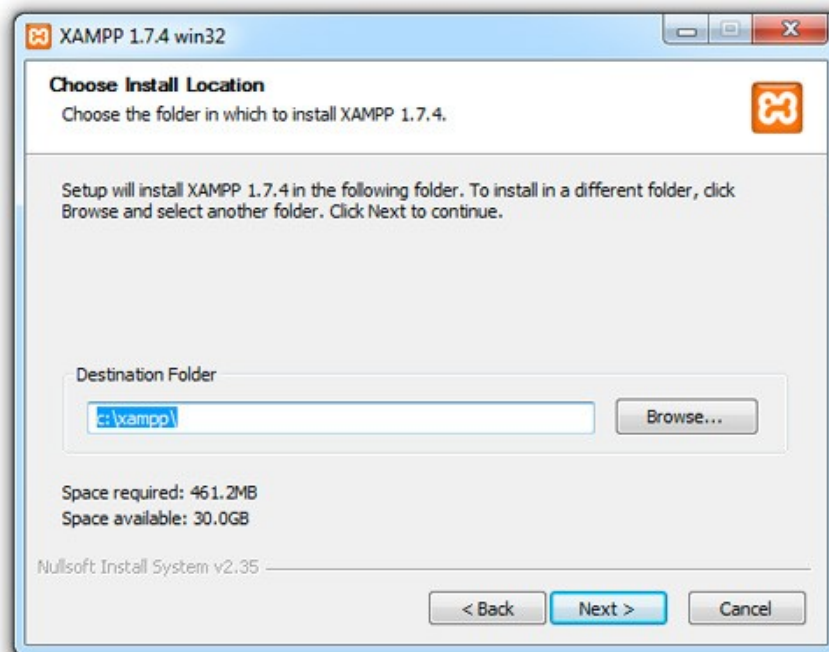 XAMPP 1.7.4 win32
Choose Install Location
Choose the folder in which to install XAMPP 1.7.4.
Setup will install XAMPP 1.7.4 in the following folder. To install in a different folder, click
Browse and select another folder. Click Next to continue.
Destination Folder
c:\xampp\
Browse...
Space required: 461.2MB
Space available: 30.0GB
Nullsoft Install System v2.35
< Back
Next >
Cancel